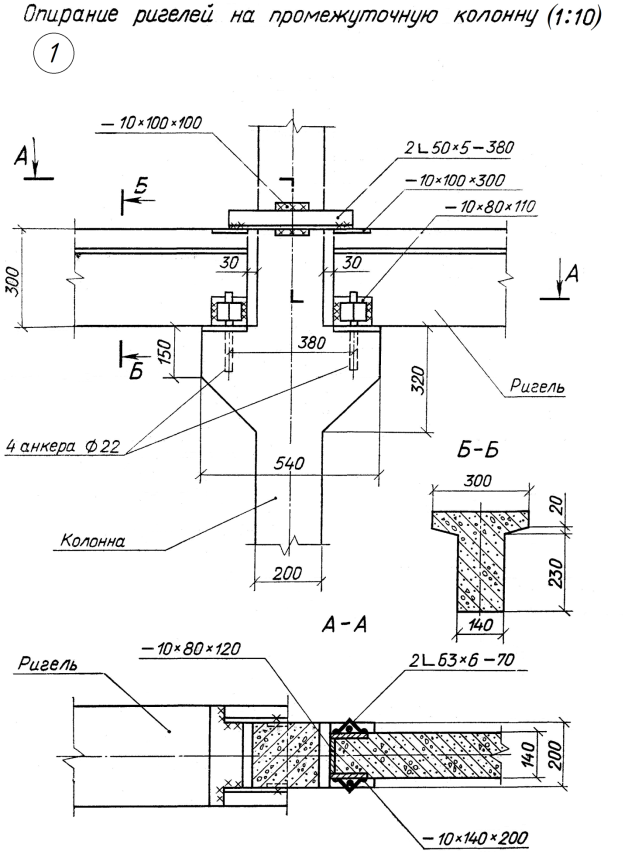 Опирание ригелей на промежуточную колонну (1:10)
1
– 10×100×100
2∟50×5–380
– 10×100×300
– 10×80×110
А
Б
300
30
30
А
150
380
320
Б
Ригель
4 анкера Ф22
540
Б–Б
300
20
230
140
Колонна
200
А–А
– 10×80×120
2∟63×6–70
Ригель
140
200
– 10×140×200